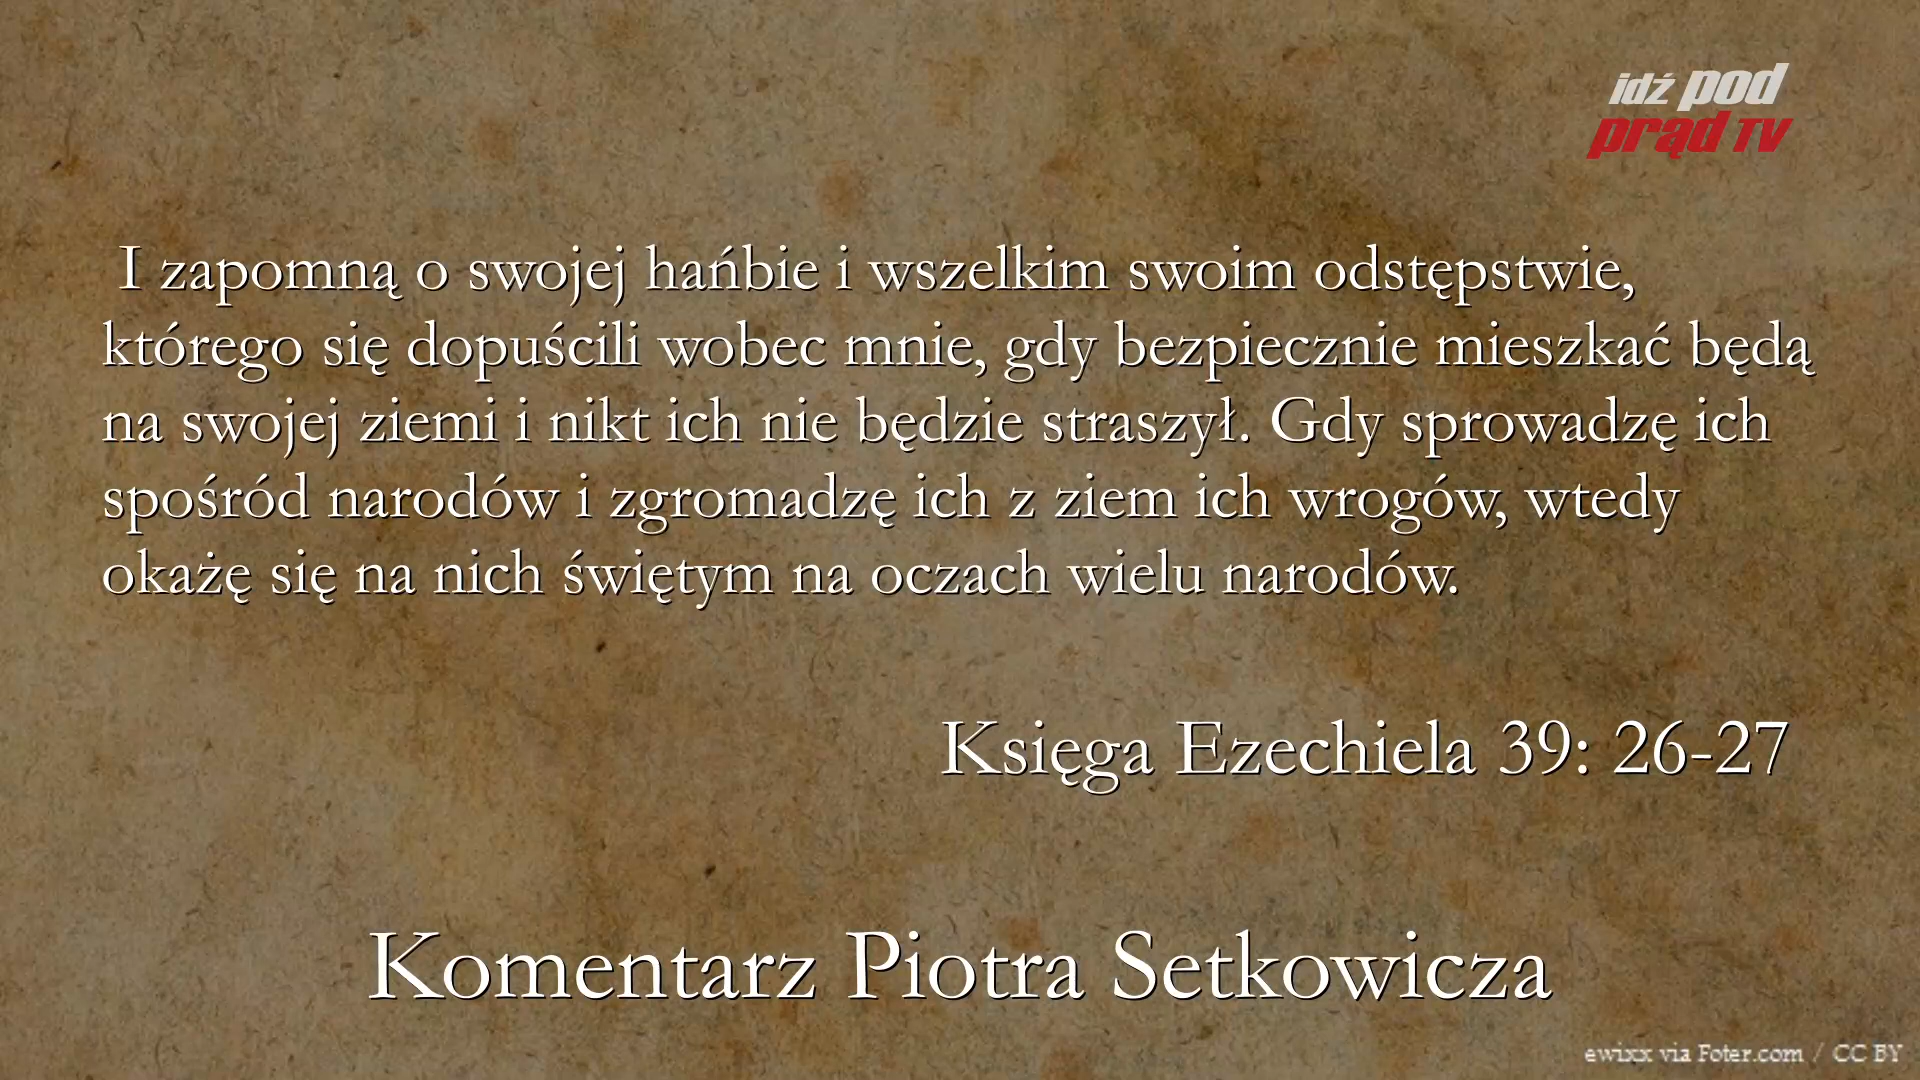 idź pod
prąd TV
I zapomną o swojej hańbie i wszelkim swoim odstępstwie,
którego się dopuścili wobec mnie, gdy bezpiecznie mieszkać będą
na swojej ziemi i nikt ich nie będzie straszył. Gdy sprowadzę ich
spośród narodów i zgromadzę ich z ziem ich wrogów, wtedy
okażę się na nich świętym na oczach wielu narodów.
Księga Ezechiela 39: 26-27
Komentarz Piotra Setkowicza
ewixx via Foter.com / CC BY